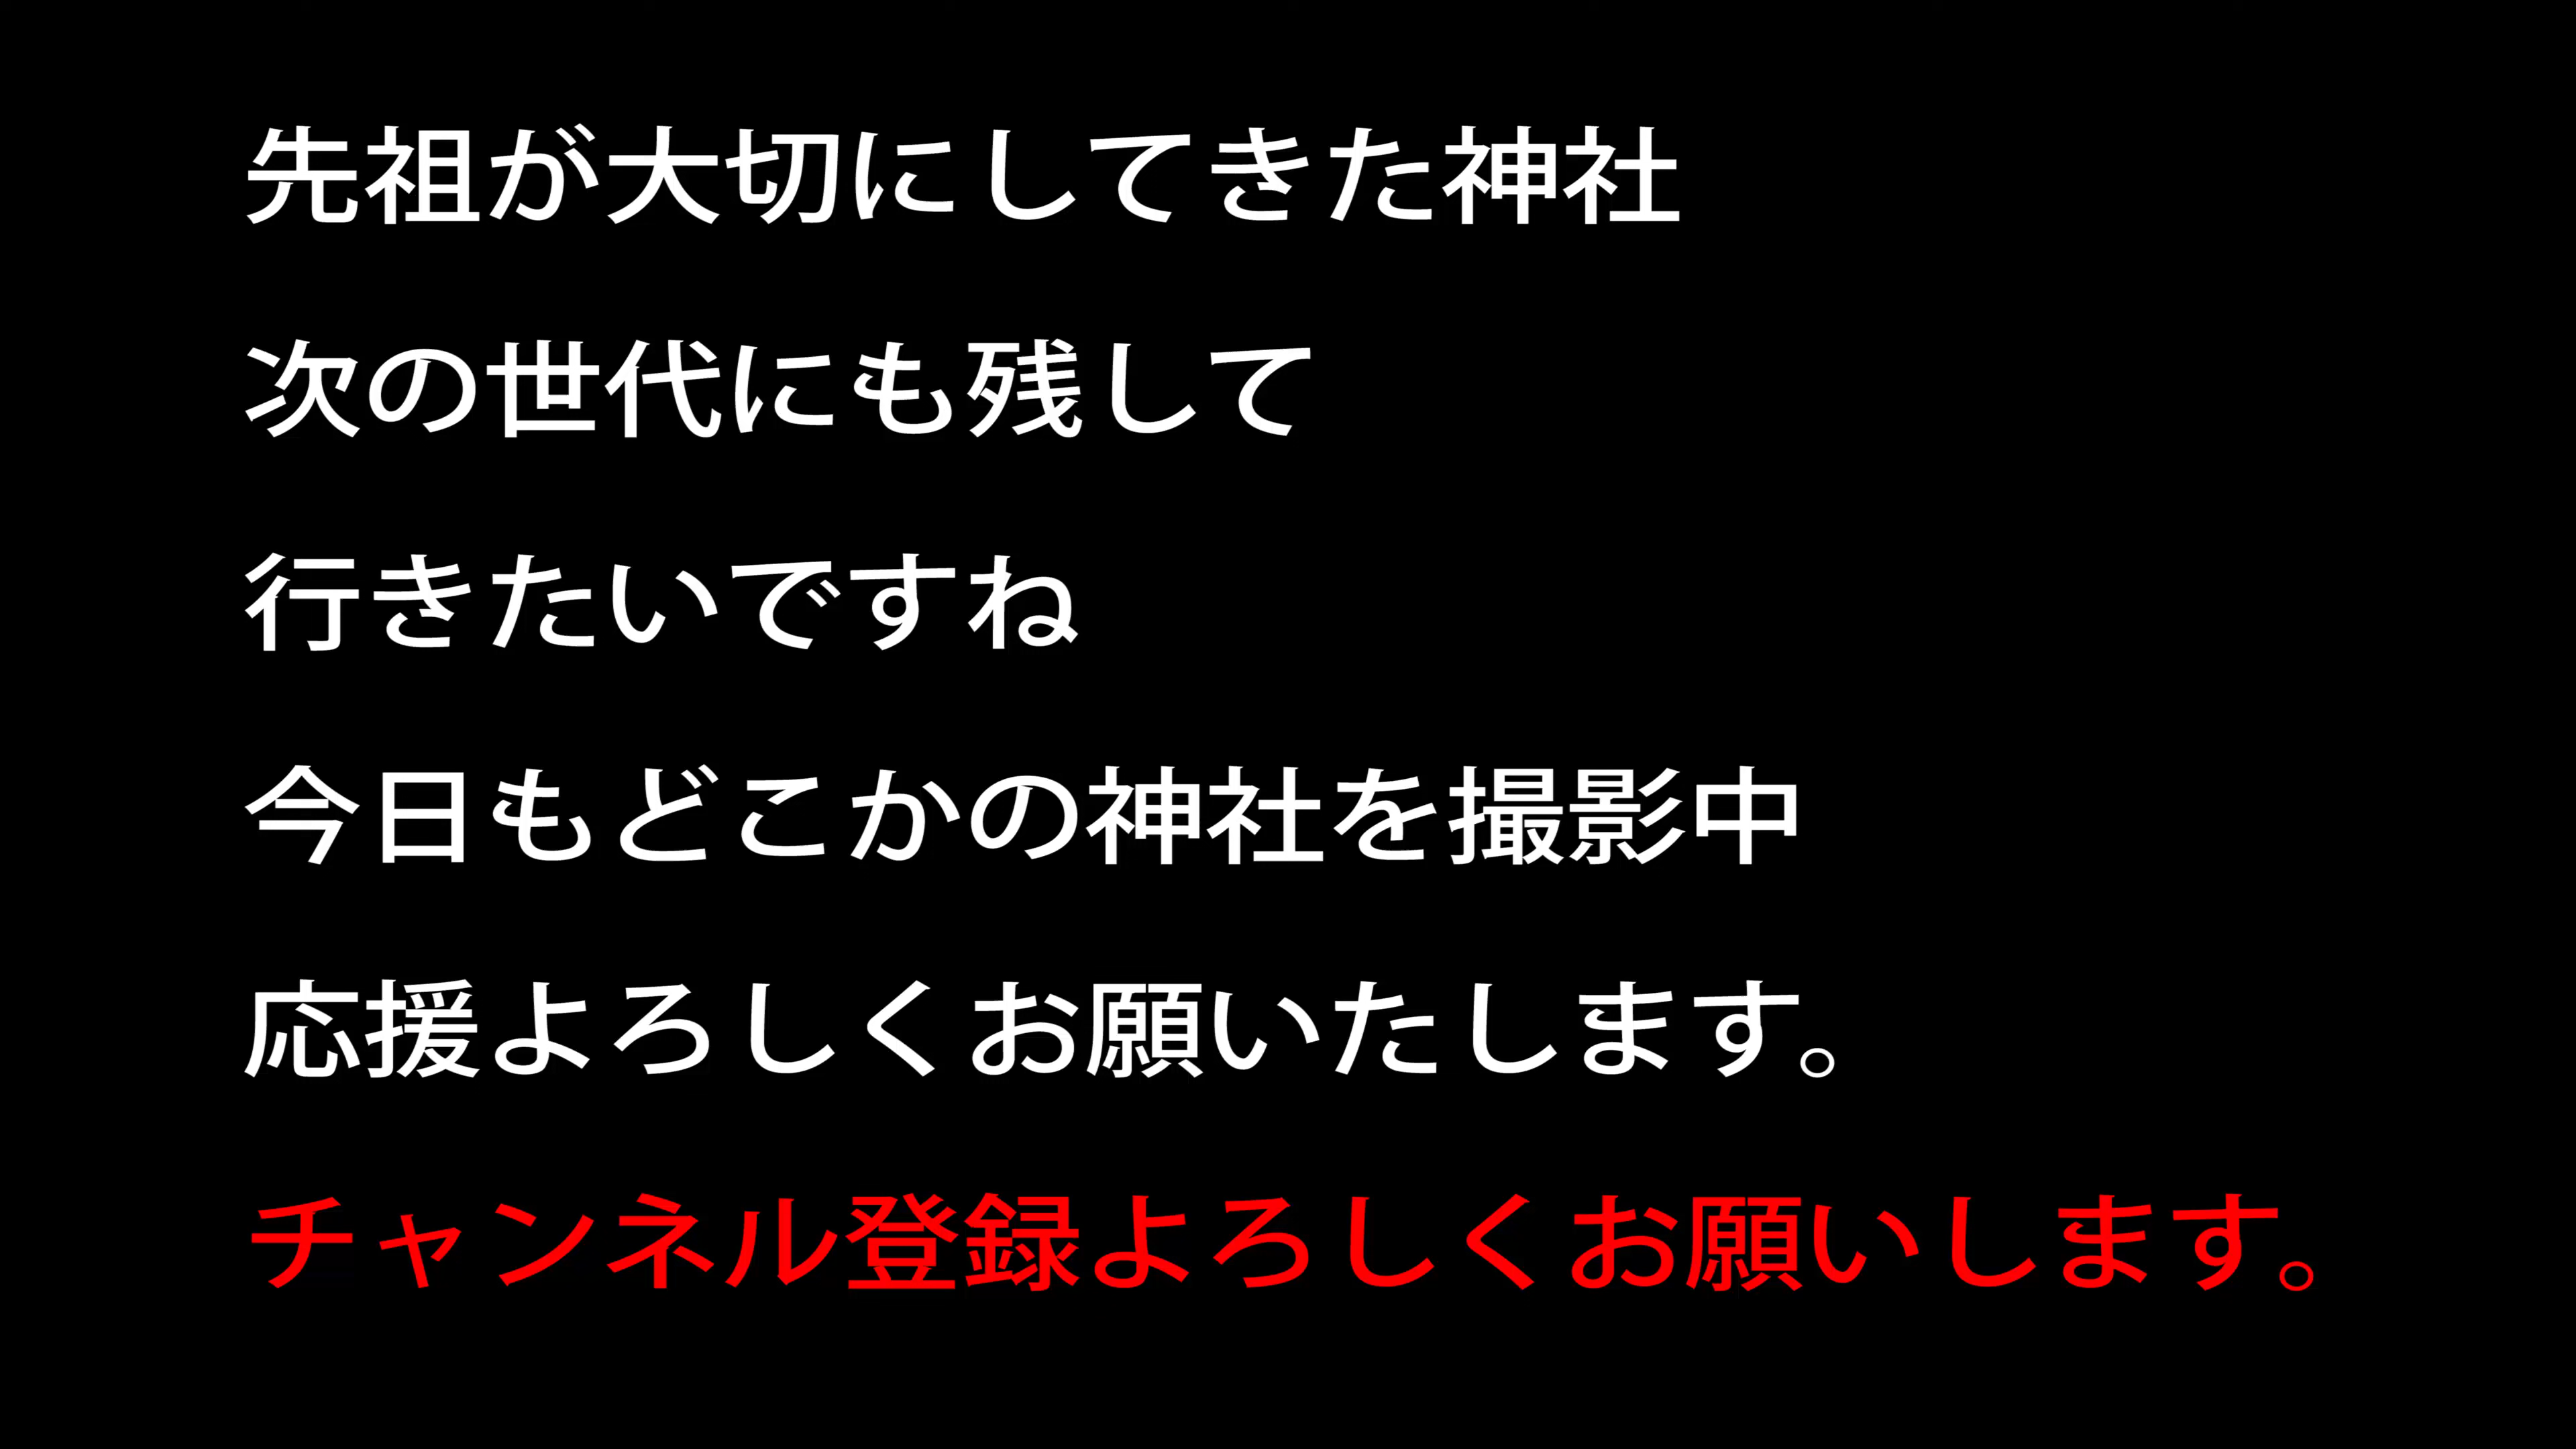 先祖が大切にしてきた神社
次の世代にも残して
行きたいですね
今日もどこかの神社を撮影中
応援よろしくお願いたします。
チャンネル登録よろしくお願いします。